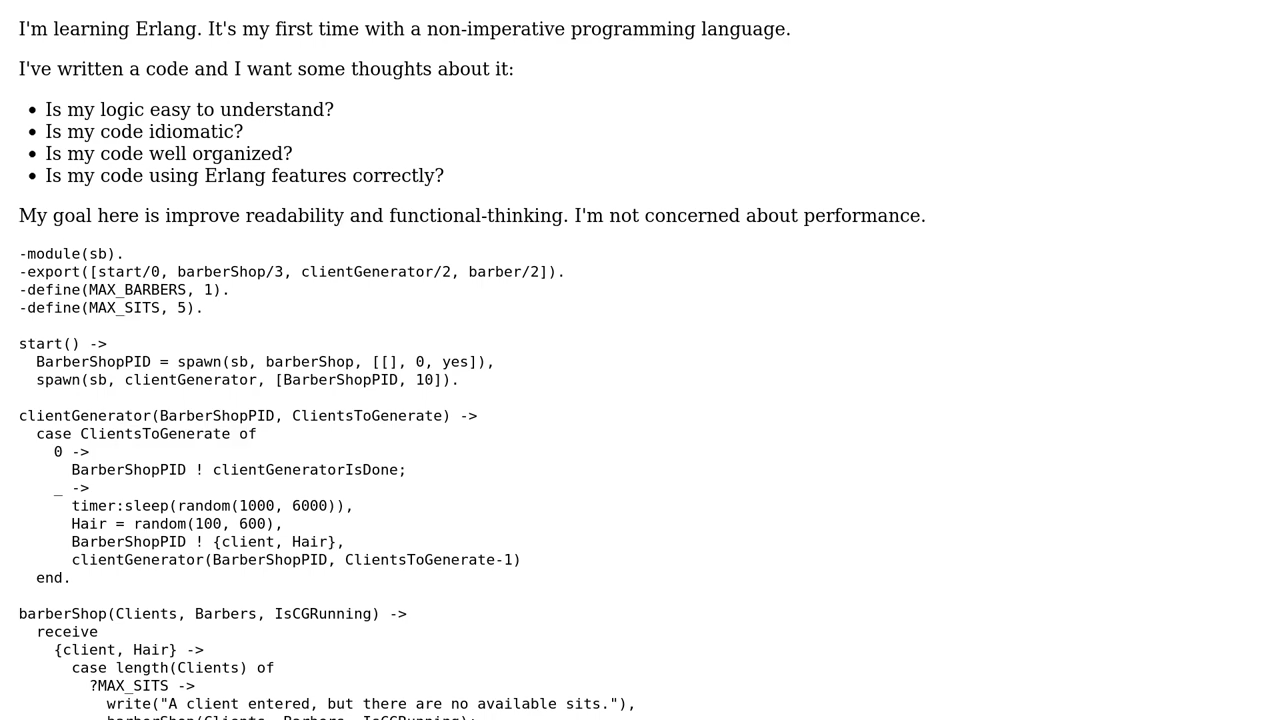 I'm learning Erlang. It's my first time with a non-imperative programming language.
I've written a code and I want some thoughts about it:
• Is my logic easy to understand?
• Is my code idiomatic?
• Is my code well organized?
• Is my code using Erlang features correctly?
My goal here is improve readability and functional-thinking. I'm not concerned about performance.
-module(sb).
-export([start/0, barberShop/3, clientGenerator/2, barber/2]).
-define(MAX_BARBERS, 1).
-define(MAX_SITS, 5).
start() ->
  BarberShopPID = spawn(sb, barberShop, [[], 0, yes]),
  spawn(sb, clientGenerator, [BarberShopPID, 10]).
clientGenerator(BarberShopPID, ClientsToGenerate) ->
  case ClientsToGenerate of
    0 ->
      BarberShopPID ! clientGeneratorIsDone;
    _ ->
      timer:sleep(random(1000, 6000)),
      Hair = random(100, 600),
      BarberShopPID ! {client, Hair},
      clientGenerator(BarberShopPID, ClientsToGenerate-1)
  end.
barberShop(Clients, Barbers, IsCGRunning) ->
  receive
    {client, Hair} ->
      case length(Clients) of
        ?MAX_SITS ->
          write("A client entered, but there are no available sits."),
          barberShop(Clients, Barbers, IsCGRunning);